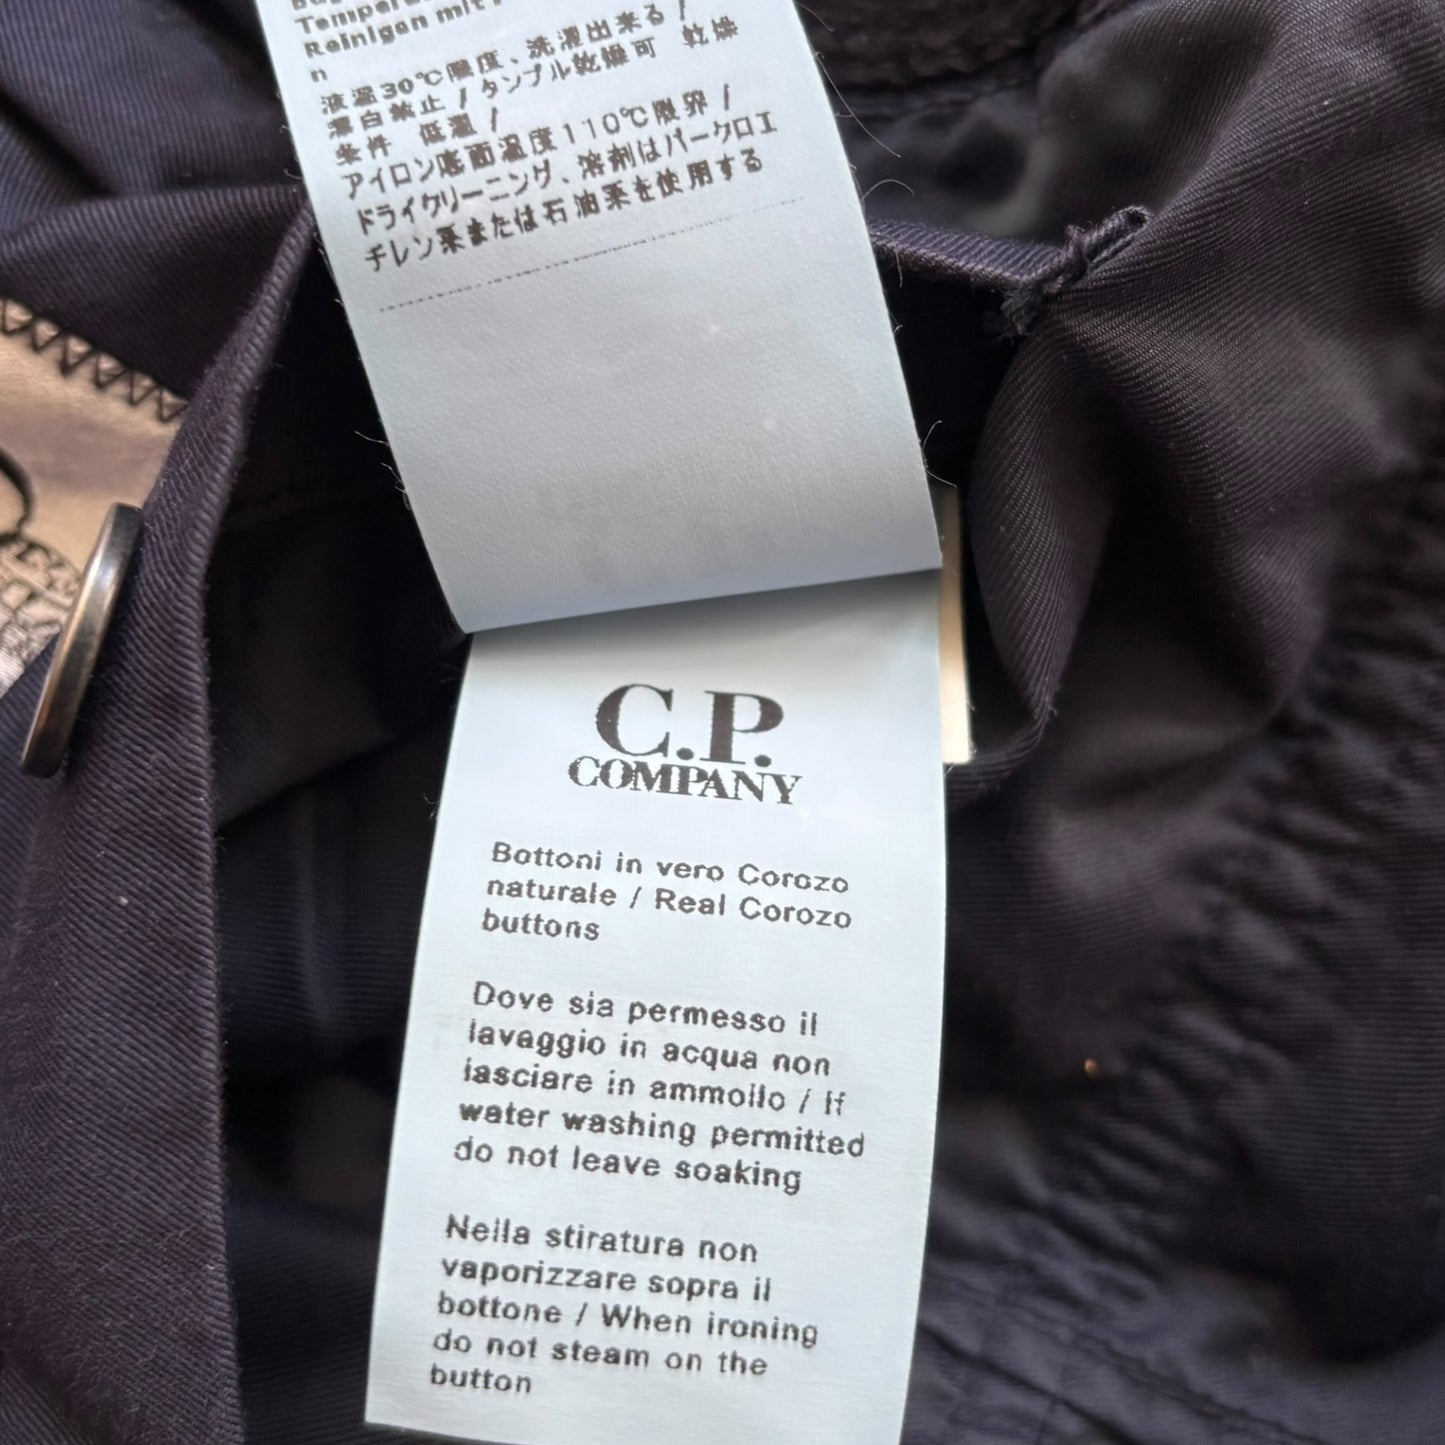 Reinigen mit
n
液温30℃限度、洗濯出来る /
漂白禁止 / タンブル乾燥可 乾燥
条件 低温 /
アイロン底面温度110℃限界 /
ドライクリーニング、溶剤はパークロエ
チレン系または石油系を使用する
C.P.
COMPANY
Bottoni in vero Corozo
naturale / Real Corozo
buttons
Dove sia permesso il
lavaggio in acqua non
lasciare in ammollo / If
water washing permitted
do not leave soaking
Nella stiratura non
vaporizzare sopra il
bottone / When ironing
do not steam on the
button